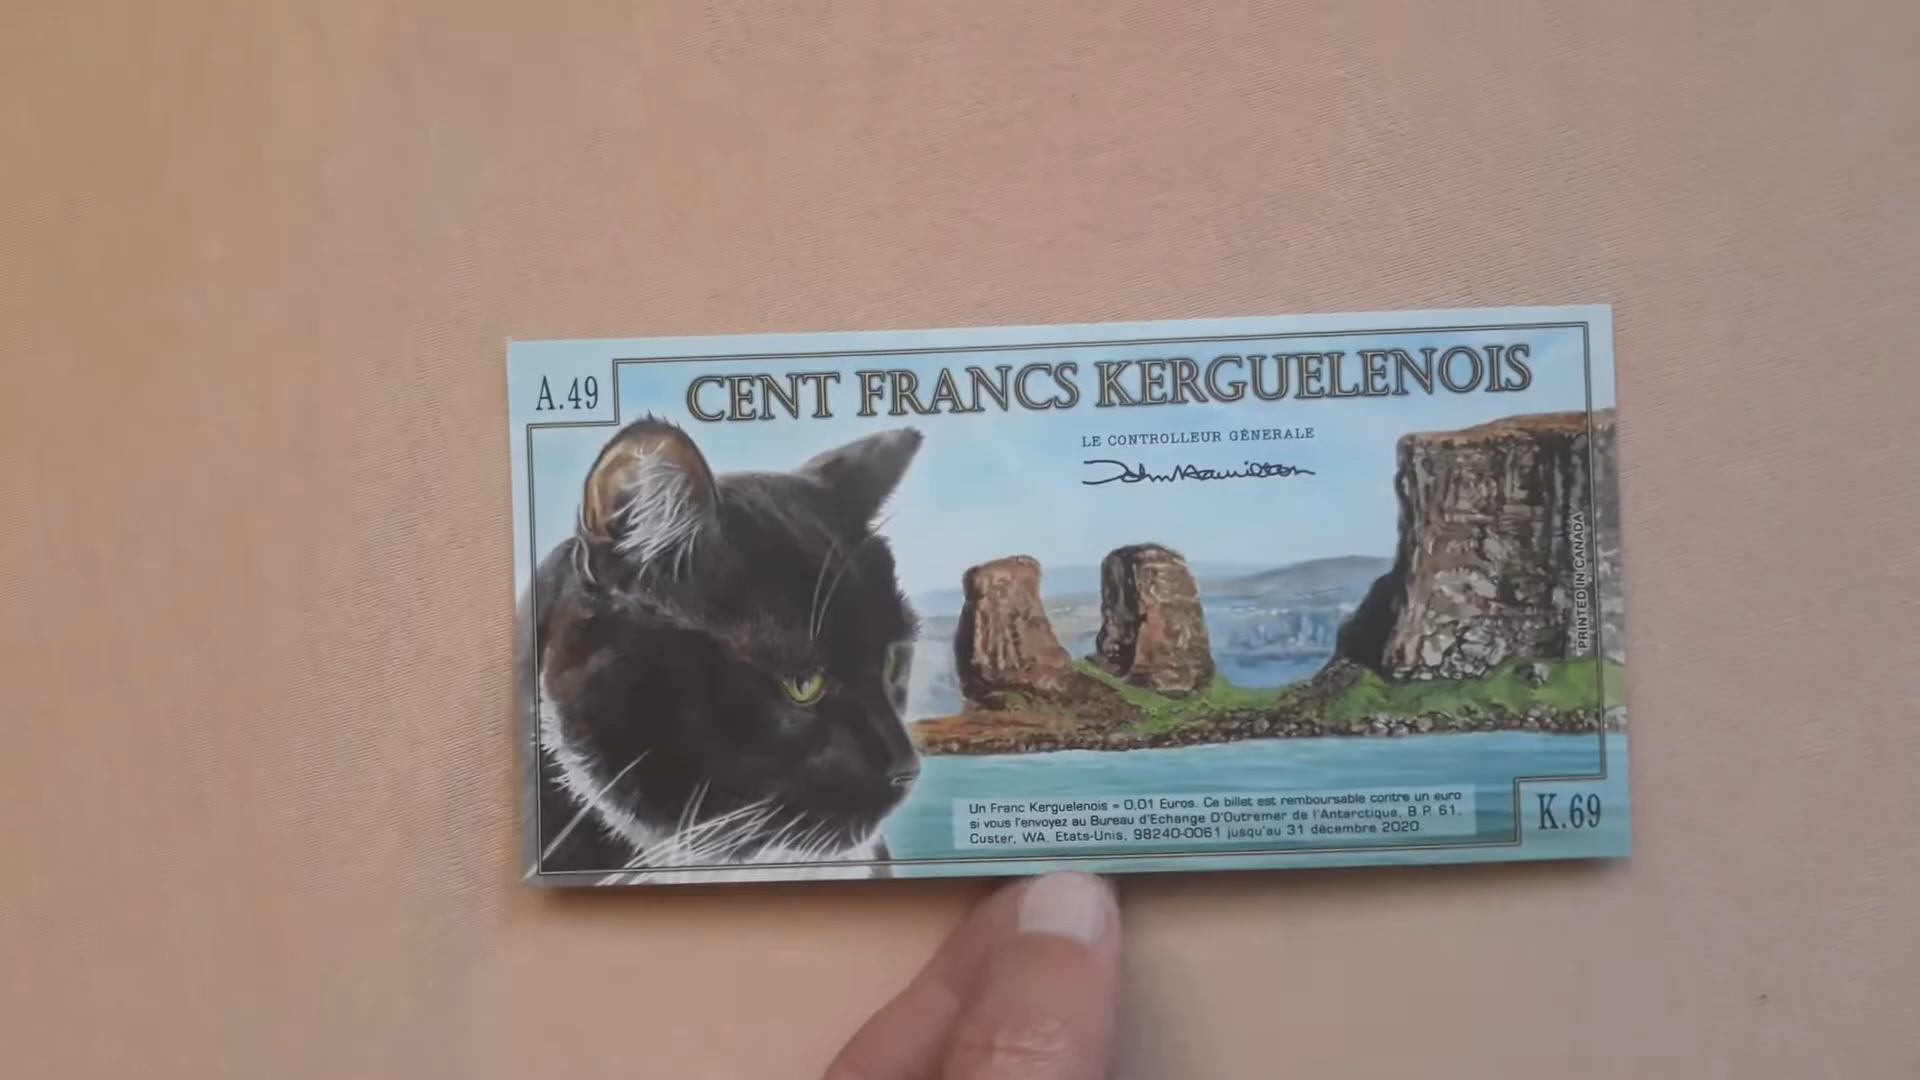 A.49
CENT FRANCS KERGUELENOIS
LE CONTROLLEUR GÉNERALE
John Hamilton
PRINTED IN CANADA
Un Franc Kerguelenois = 0,01 Euros. Ce billet est remboursable contre un euro
si vous l'envoyez au Bureau d'Echange D'Outremer de l'Antarctique, B P. 61,
Custer, WA, Etats-Unis, 98240-0061 jusqu'au 31 décembre 2020.
K.69